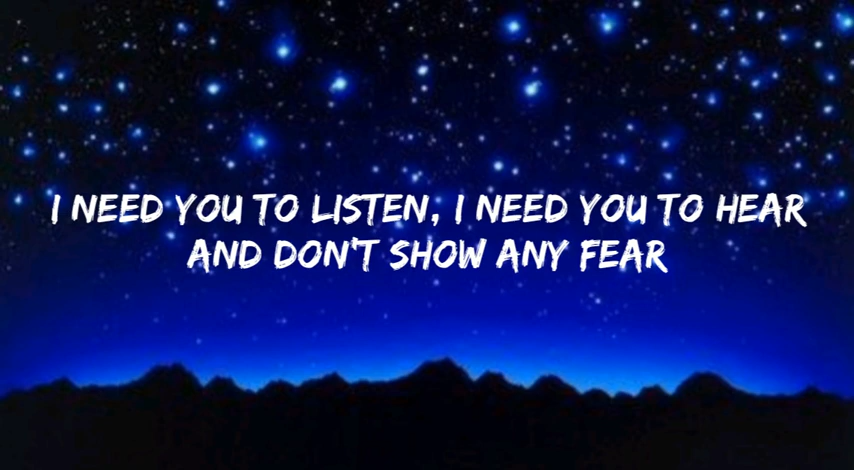 I NEED YOU TO LISTEN, I NEED YOU TO HEAR
AND DON'T SHOW ANY FEAR